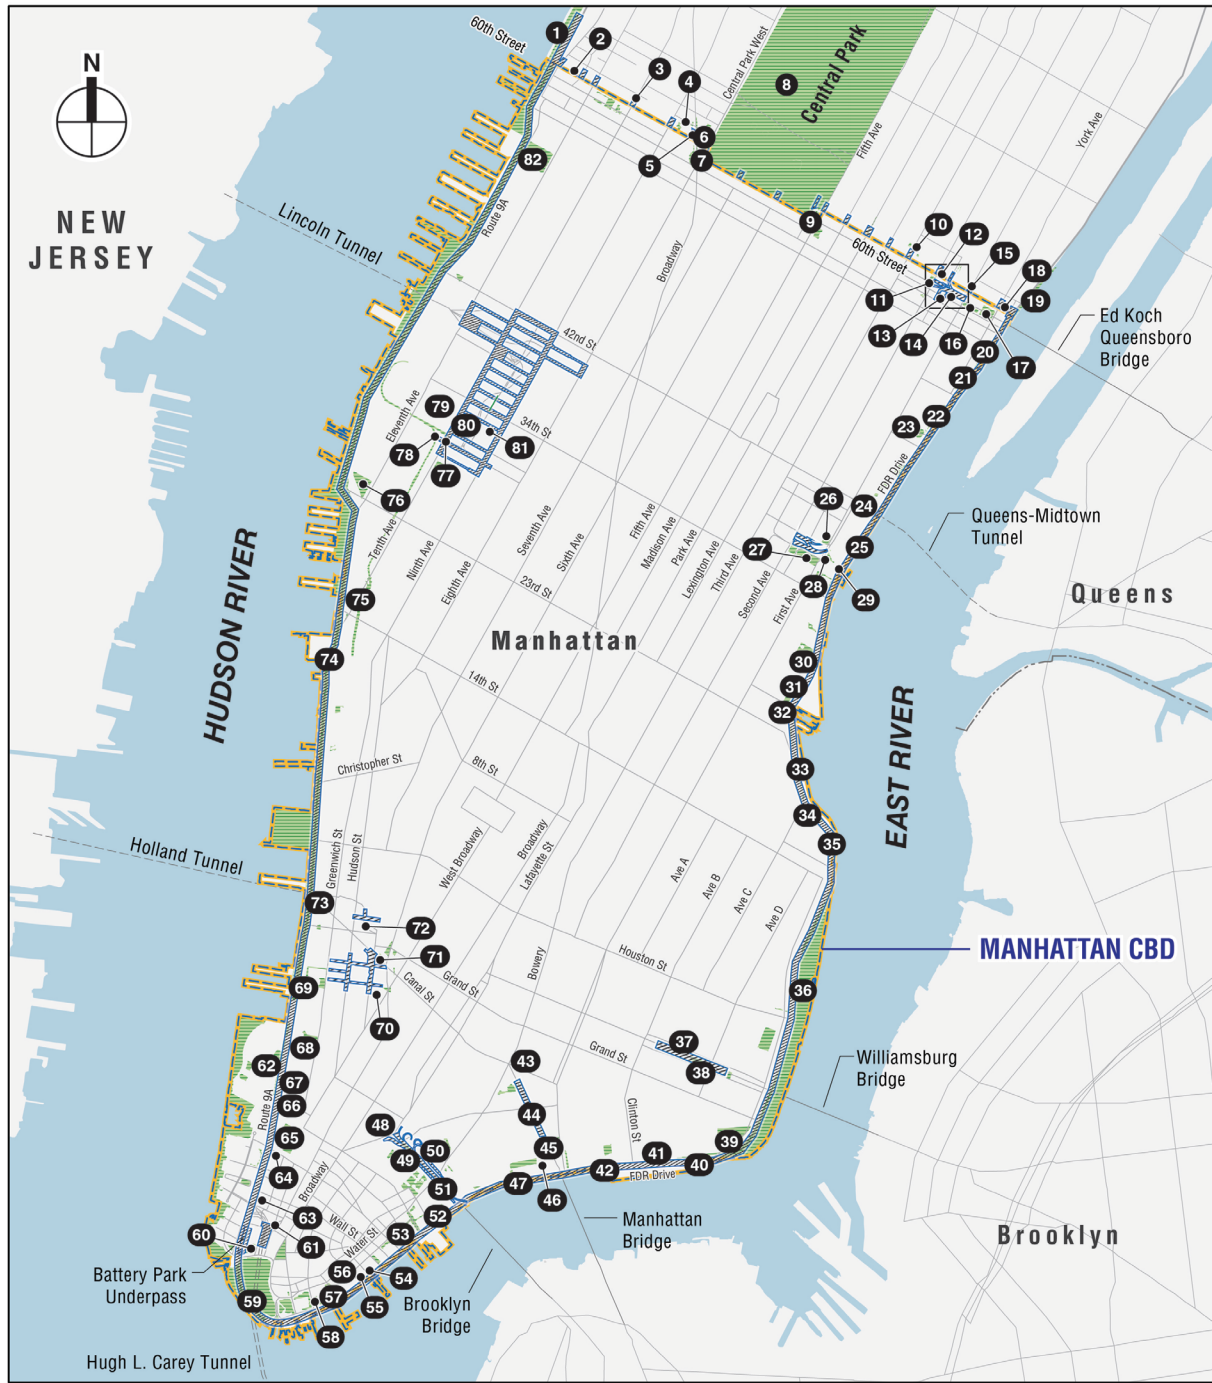 1
2
60th Street
3
4
5
6
7
8
Central Park West
Central Park
Fifth Ave
York Ave
N
82
NEW
JERSEY
Lincoln Tunnel
Route 9A
Broadway
9
60th Street
10
12
15
18
19
11
13
14
16
17
20
21
Ed Koch
Queensboro
Bridge
42nd St
Eleventh Ave
79
80
34th St
81
78
77
76
22
23
FDR Drive
24
26
25
27
28
29
Queens-Midtown
Tunnel
Tenth Ave
Ninth Ave
Eighth Ave
Seventh Ave
Sixth Ave
Fifth Ave
Madison Ave
Park Ave
Lexington Ave
Third Ave
Second Ave
First Ave
23rd St
75
74
HUDSON RIVER
Manhattan
Queens
14th St
30
31
32
33
34
35
EAST RIVER
Christopher St
8th St
Holland Tunnel
Greenwich St
Hudson St
West Broadway
Broadway
Lafayette St
Ave A
Ave B
Ave C
Ave D
73
72
71
70
69
Canal St
Grand St
Bowery
Houston St
MANHATTAN CBD
36
37
38
Grand St
Williamsburg
Bridge
68
62
67
66
Route 9A
65
64
43
44
45
46
48
49
50
51
52
47
42
41
40
39
Clinton St
FDR Drive
Broadway
Wall St
Water St
63
60
61
53
56
54
57
55
58
59
Battery Park
Underpass
Brooklyn
Bridge
Manhattan
Bridge
Brooklyn
Hugh L. Carey Tunnel